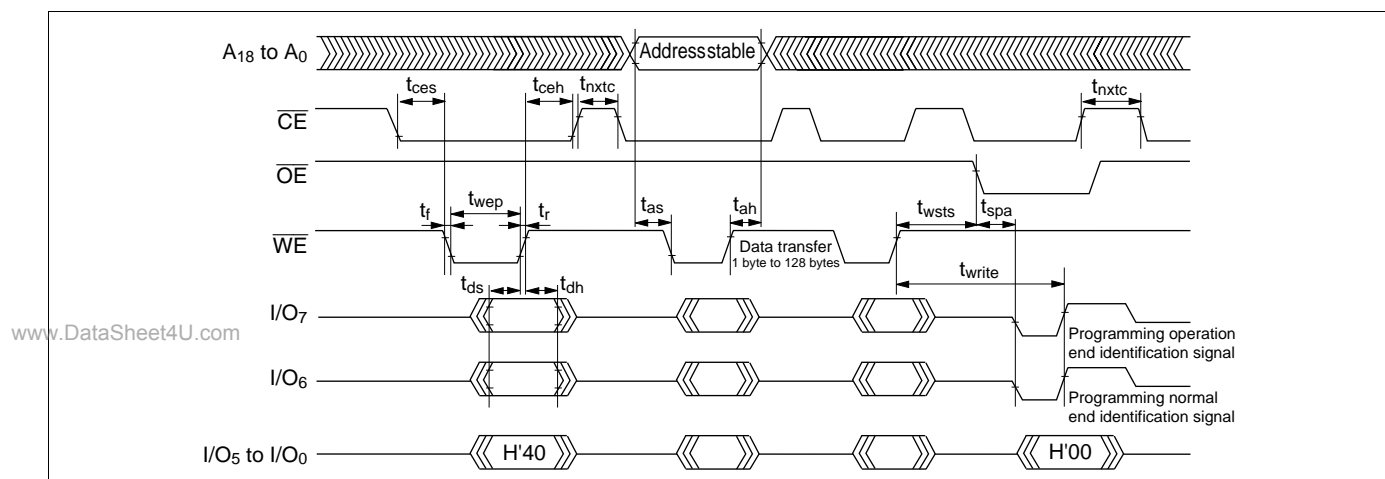 A18 to A0
Address stable
tces
tceh
tnxtc
tnxtc
CE
OE
tf
twep
tr
tas
tah
twsts
tspa
WE
Data transfer
1 byte to 128 bytes
twrite
tds
tdh
I/O7
www.DataSheet4U.com
Programming operation
end identification signal
I/O6
Programming normal
end identification signal
I/O5 to I/O0
H'40
H'00